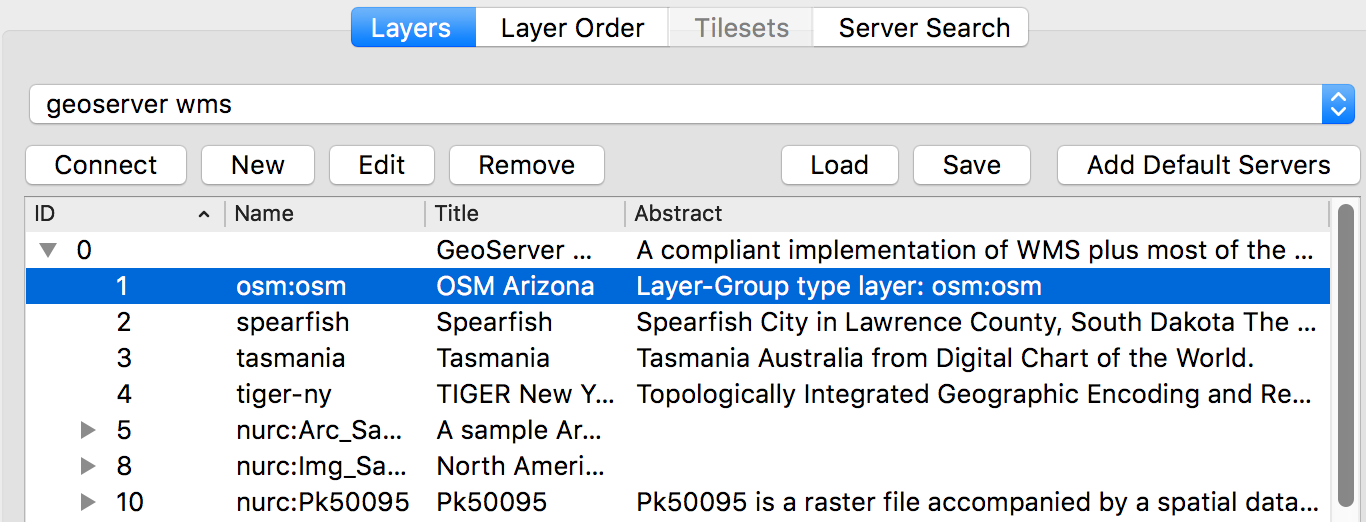 Layers Layer Order Tilesets Server Search
geoserver wms
Connect New Edit Remove Load Save Add Default Servers
ID Name Title Abstract
0 GeoServer ... A compliant implementation of WMS plus most of the ...
1 osm:osm OSM Arizona Layer-Group type layer: osm:osm
2 spearfish Spearfish Spearfish City in Lawrence County, South Dakota The ...
3 tasmania Tasmania Tasmania Australia from Digital Chart of the World.
4 tiger-ny TIGER New Y... Topologically Integrated Geographic Encoding and Re...
5 nurc:Arc_Sa... A sample Ar...
8 nurc:Img_Sa... North Ameri...
10 nurc:Pk50095 Pk50095 Pk50095 is a raster file accompanied by a spatial data...